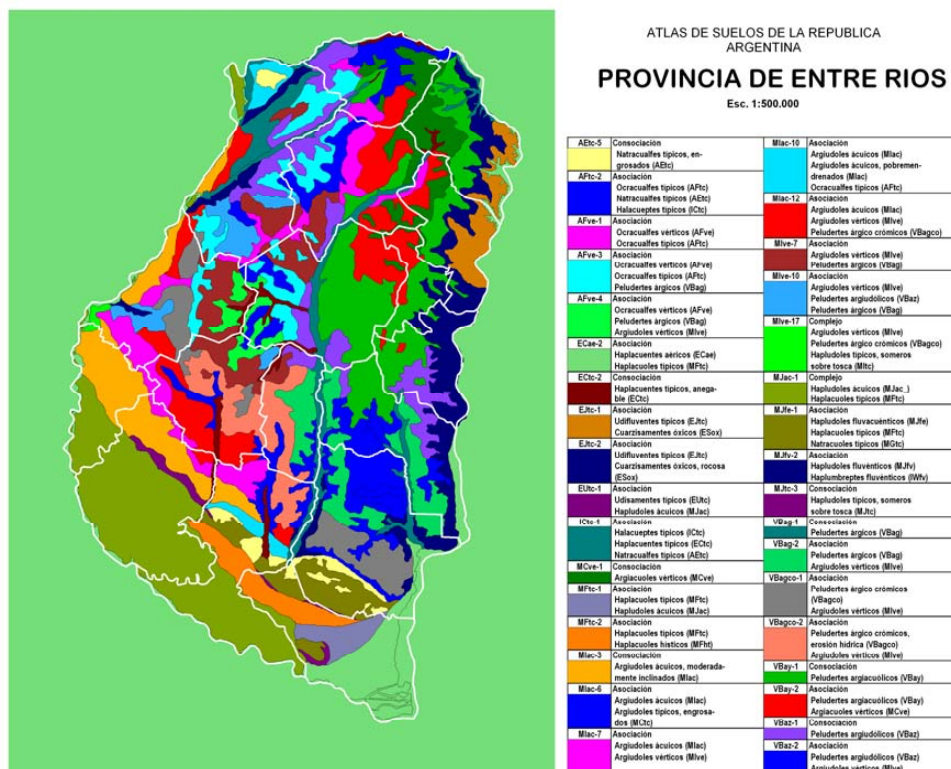 ATLAS DE SUELOS DE LA REPUBLICA
ARGENTINA
PROVINCIA DE ENTRE RIOS
Esc. 1:500.000
AEtc-5 Consociación
Natracualfes típicos, en-
grosados (AEtc)
AFtc-2 Asociación
Ocracualfes típicos (AFtc)
Natracualfes típicos (AEtc)
Halacueptes típicos (ICtc)
AFve-1 Asociación
Ocracualfes vérticos (AFve)
Ocracualfes típicos (AFtc)
AFve-3 Asociación
Ocracualfes vérticos (AFve)
Ocracualfes típicos (AFtc)
Peludertes árgicos (VBag)
AFve-4 Asociación
Ocracualfes vérticos (AFve)
Peludertes árgicos (VBag)
Argiudoles vérticos (MIve)
ECae-2 Asociación
Haplacuentes aéricos (ECae)
Haplacuoles típicos (MFtc)
ECtc-2 Consociación
Haplacuentes típicos, anega-
ble (ECtc)
EJtc-1 Asociación
Udifluventes típicos (EJtc)
Cuarzisamentes óxicos (ESox)
EJtc-2 Asociación
Udifluventes típicos (EJtc)
Cuarzisamentes óxicos, rocosa
(ESox)
EUtc-1 Asociación
Udisamentes típicos (EUtc)
Hapludoles ácuicos (MJac)
ICtc-1 Asociación
Halacueptes típicos (ICtc)
Haplacuentes típicos (ECtc)
Natracualfes típicos (AEtc)
MCve-1 Consociación
Argiacuoles vérticos (MCve)
MFtc-1 Asociación
Haplacuoles típicos (MFtc)
Hapludoles ácuicos (MJac)
MFtc-2 Asociación
Haplacuoles típicos (MFtc)
Haplacuoles hísticos (MFht)
MIac-3 Asociación
Argiudoles ácuicos, moderada-
mente inclinados (MIac)
MIac-6 Asociación
Argiudoles ácuicos (MIac)
Argiudoles típicos, engrosa-
dos (MCtc)
MIac-7 Asociación
Argiudoles ácuicos (MIac)
Argiudoles vérticos (MIve)
MIac-10 Asociación
Argiudoles ácuicos (MIac)
Argiudoles ácuicos, pobremen-
drenados (MIac)
Ocracualfes típicos (AFtc)
MIac-12 Asociación
Argiudoles ácuicos (MIac)
Argiudoles vérticos (MIve)
Peludertes árgico crómicos (VBagco)
MIve-7 Asociación
Argiudoles vérticos (MIve)
Peludertes árgicos (VBag)
MIve-10 Asociación
Argiudoles vérticos (MIve)
Peludertes argiudólicos (VBaz)
Peludertes árgicos (VBag)
MIve-17 Complejo
Argiudoles vérticos (MIve)
Peludertes árgico crómicos (VBagco)
Hapludoles típicos, someros
sobre tosca (MItc)
MJac-1 Complejo
Hapludoles ácuicos (MJac_)
Haplacuoles típicos (MFtc)
MJfe-1 Asociación
Hapludoles fluvacuénticos (MJfe)
Haplacuoles típicos (MFtc)
Natracuoles típicos (MGtc)
MJfv-2 Asociación
Hapludoles fluvénticos (MJfv)
Haplumbreptes fluvénticos (IWfv)
MJtc-3 Consociación
Hapludoles típicos, someros
sobre tosca (MJtc)
VBag-1 Consociación
Peludertes árgicos (VBag)
VBag-2 Asociación
Peludertes árgicos (VBag)
Argiudoles vérticos (MIve)
VBagco-1 Asociación
Peludertes árgico crómicos
(VBagco)
Argiudoles vérticos (MIve)
VBagco-2 Asociación
Peludertes árgico crómicos,
erosión hídrica (VBagco)
Argiudoles vérticos (MIve)
VBay-1 Consociación
Peludertes argiacuólicos (VBay)
VBay-2 Asociación
Peludertes argiacuólicos (VBay)
Argiacuoles vérticos (MCve)
VBaz-1 Consociación
Peludertes argiudólicos (VBaz)
VBaz-2 Asociación
Peludertes argiudólicos (VBaz)
Argiudoles vérticos (MIve)